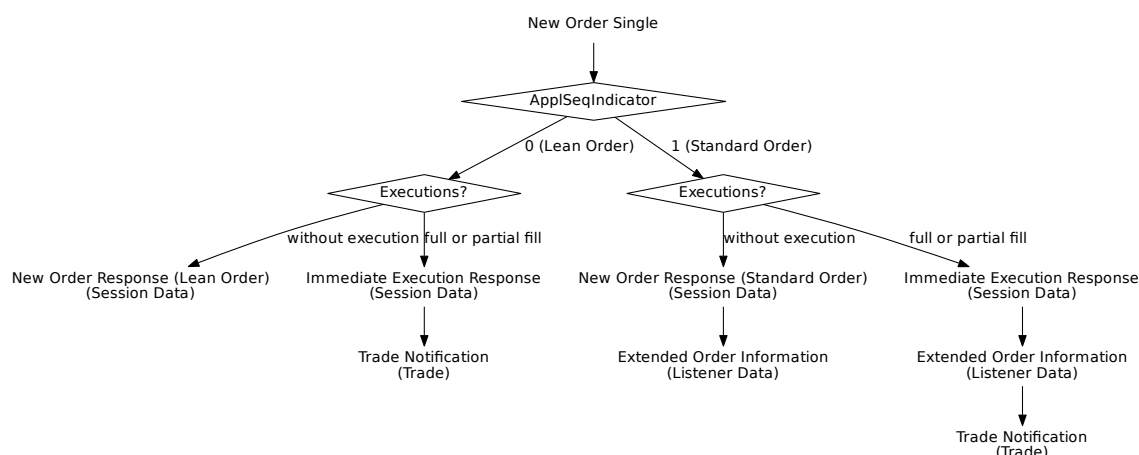 New Order Single
ApplSeqIndicator
0 (Lean Order)
1 (Standard Order)
Executions?
Executions?
without execution
full or partial fill
without execution
full or partial fill
New Order Response (Lean Order)
(Session Data)
Immediate Execution Response
(Session Data)
New Order Response (Standard Order)
(Session Data)
Immediate Execution Response
(Session Data)
Trade Notification
(Trade)
Extended Order Information
(Listener Data)
Extended Order Information
(Listener Data)
Trade Notification
(Trade)